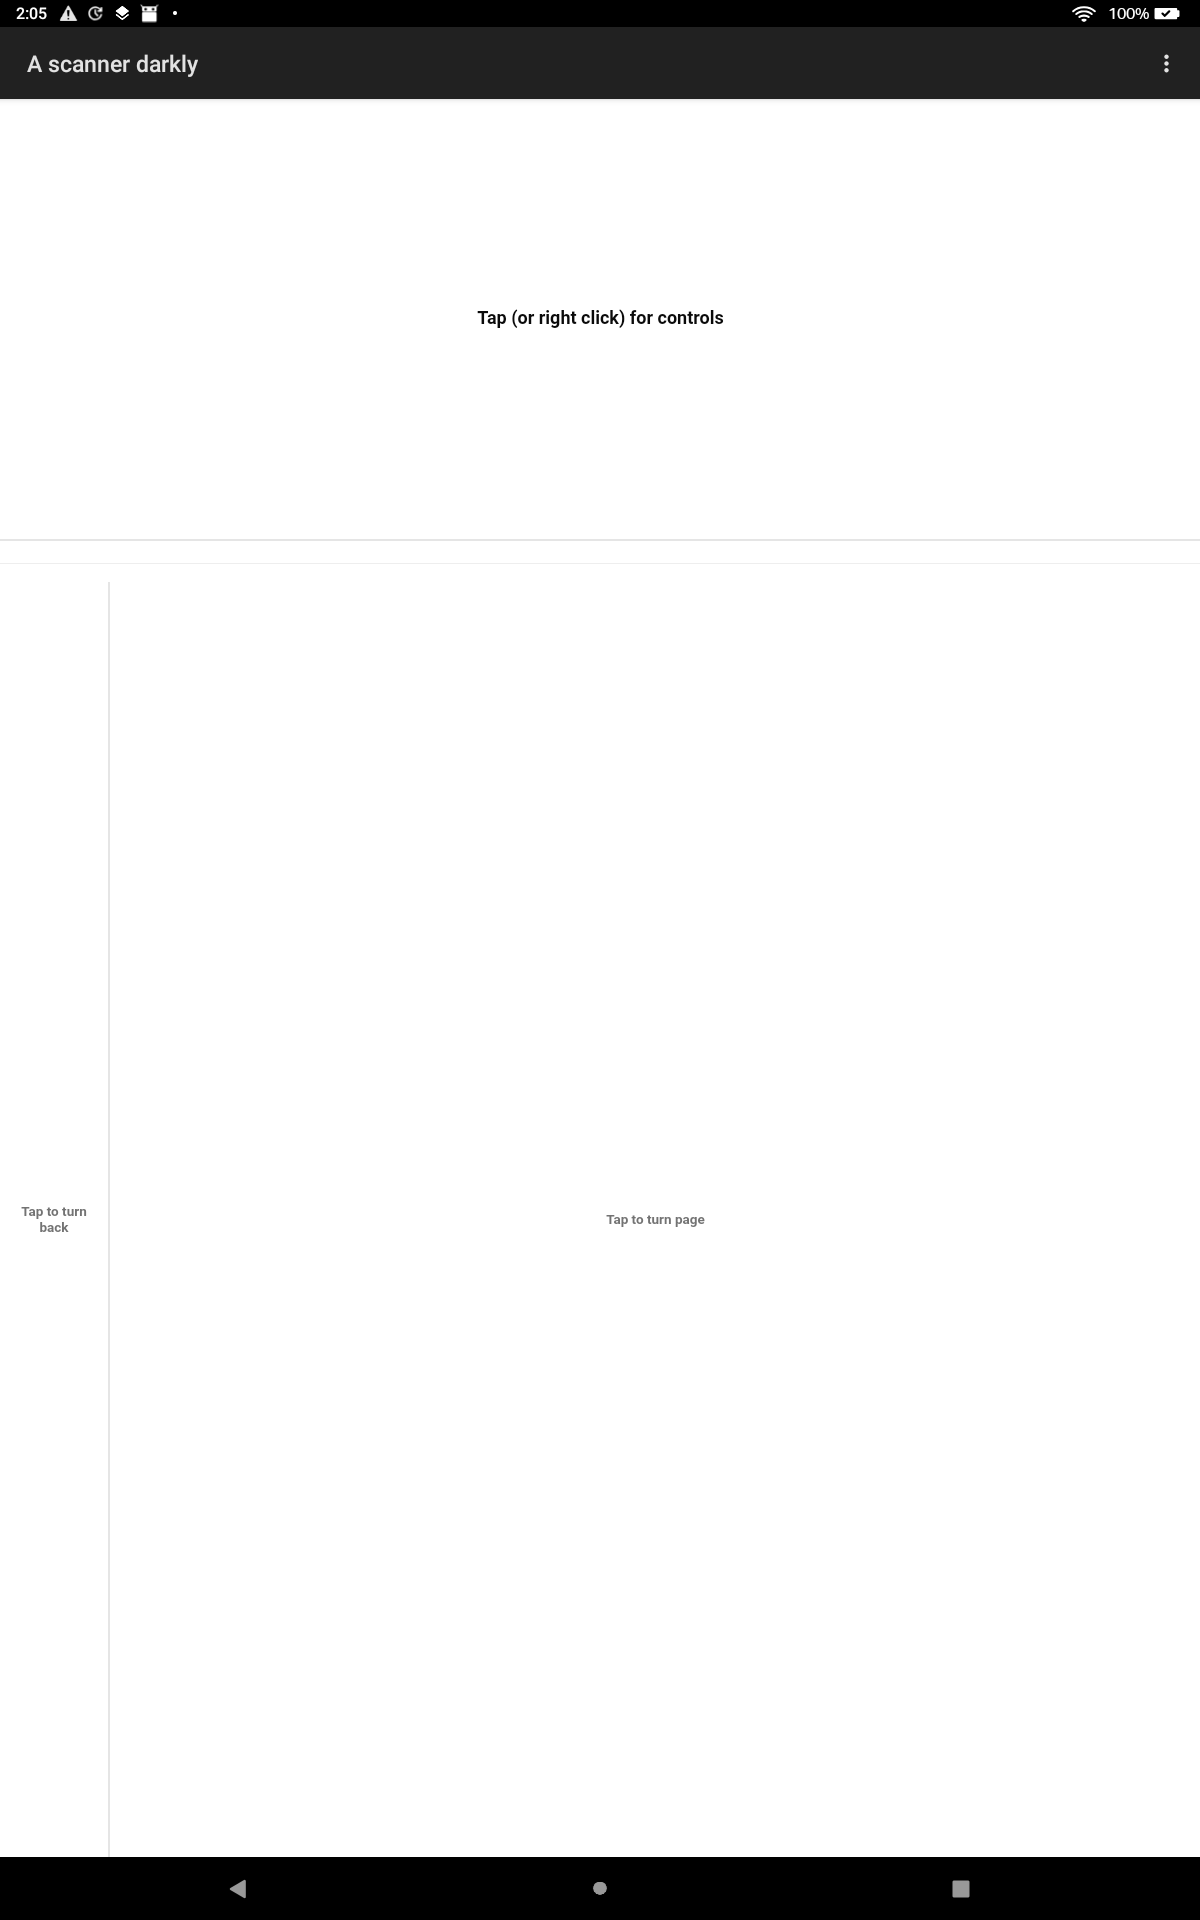 2:05
100%
A scanner darkly
Tap (or right click) for controls
Tap to turn
back
Tap to turn page